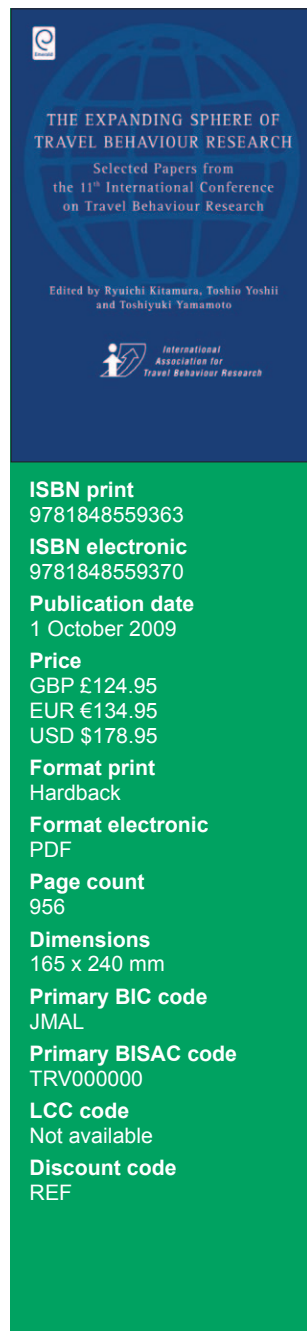 Emerald
THE EXPANDING SPHERE OF
TRAVEL BEHAVIOUR RESEARCH
Selected Papers from
the 11th International Conference
on Travel Behaviour Research
Edited by Ryuichi Kitamura, Toshio Yoshii
and Toshiyuki Yamamoto
International
Association for
Travel Behaviour Research
ISBN print
9781848559363
ISBN electronic
9781848559370
Publication date
1 October 2009
Price
GBP £124.95
EUR €134.95
USD $178.95
Format print
Hardback
Format electronic
PDF
Page count
956
Dimensions
165 x 240 mm
Primary BIC code
JMAL
Primary BISAC code
TRV000000
LCC code
Not available
Discount code
REF